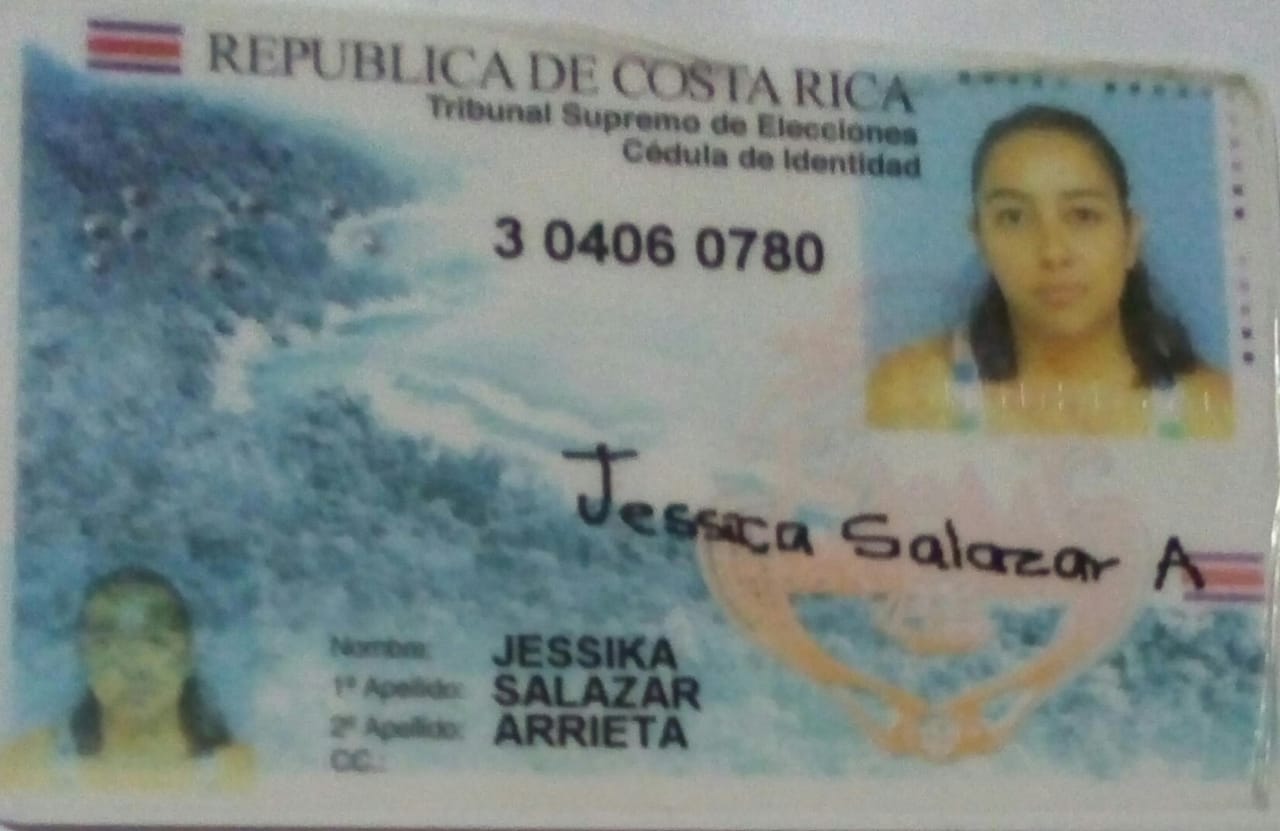 REPUBLICA DE COSTA RICA
Tribunal Supremo de Elecciones
Cédula de Identidad
3 0406 0780
Jessica Salazar A
Nombre: JESSIKA
1º Apellido: SALAZAR
2º Apellido: ARRIETA
CC.: